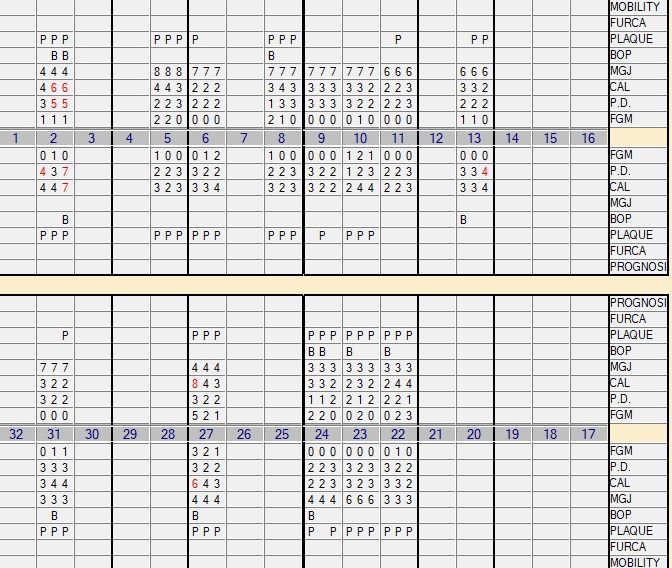 MOBILITY
FURCA
P P P P P P P P P P P P P PLAQUE
B B B BOP
4 4 4 8 8 8 7 7 7 7 7 7 7 7 7 7 7 7 6 6 6 6 6 6 MGJ
4 6 6 4 4 3 2 2 2 3 4 3 3 3 3 3 3 2 2 2 3 3 3 2 CAL
3 5 5 2 2 3 2 2 2 1 3 3 3 3 3 3 2 2 2 2 3 2 2 2 P.D.
1 1 1 2 2 0 0 0 0 2 1 0 0 0 0 0 1 0 0 0 0 1 1 0 FGM
1 2 3 4 5 6 7 8 9 10 11 12 13 14 15 16
0 1 0 1 0 0 0 1 2 1 0 0 0 0 0 1 2 1 0 0 0 0 0 0 FGM
4 3 7 2 2 3 3 2 2 2 2 3 3 2 2 1 2 3 2 2 3 3 3 4 P.D.
4 4 7 3 2 3 3 3 4 3 2 3 3 2 2 2 4 4 2 2 3 3 3 4 CAL
MGJ
B B BOP
P P P P P P P P P P P P P P P P PLAQUE
FURCA
PROGNOSI
PROGNOSI
FURCA
P P P P P P P P P P P P P PLAQUE
B B B B BOP
7 7 7 4 4 4 3 3 3 3 3 3 3 3 3 MGJ
3 2 2 8 4 3 3 3 2 2 3 2 2 4 4 CAL
3 2 2 3 2 2 1 1 2 2 1 2 2 2 1 P.D.
0 0 0 5 2 1 2 2 0 0 2 0 0 2 3 FGM
32 31 30 29 28 27 26 25 24 23 22 21 20 19 18 17
0 1 1 3 2 1 0 0 0 0 0 0 0 1 0 FGM
3 3 3 3 2 2 2 2 3 3 2 3 3 2 2 P.D.
3 4 4 6 4 3 2 2 3 3 2 3 3 3 2 CAL
3 3 3 4 4 4 4 4 4 6 6 6 3 3 3 MGJ
B B B BOP
P P P P P P P P P P P P P P PLAQUE
FURCA
MOBILITY